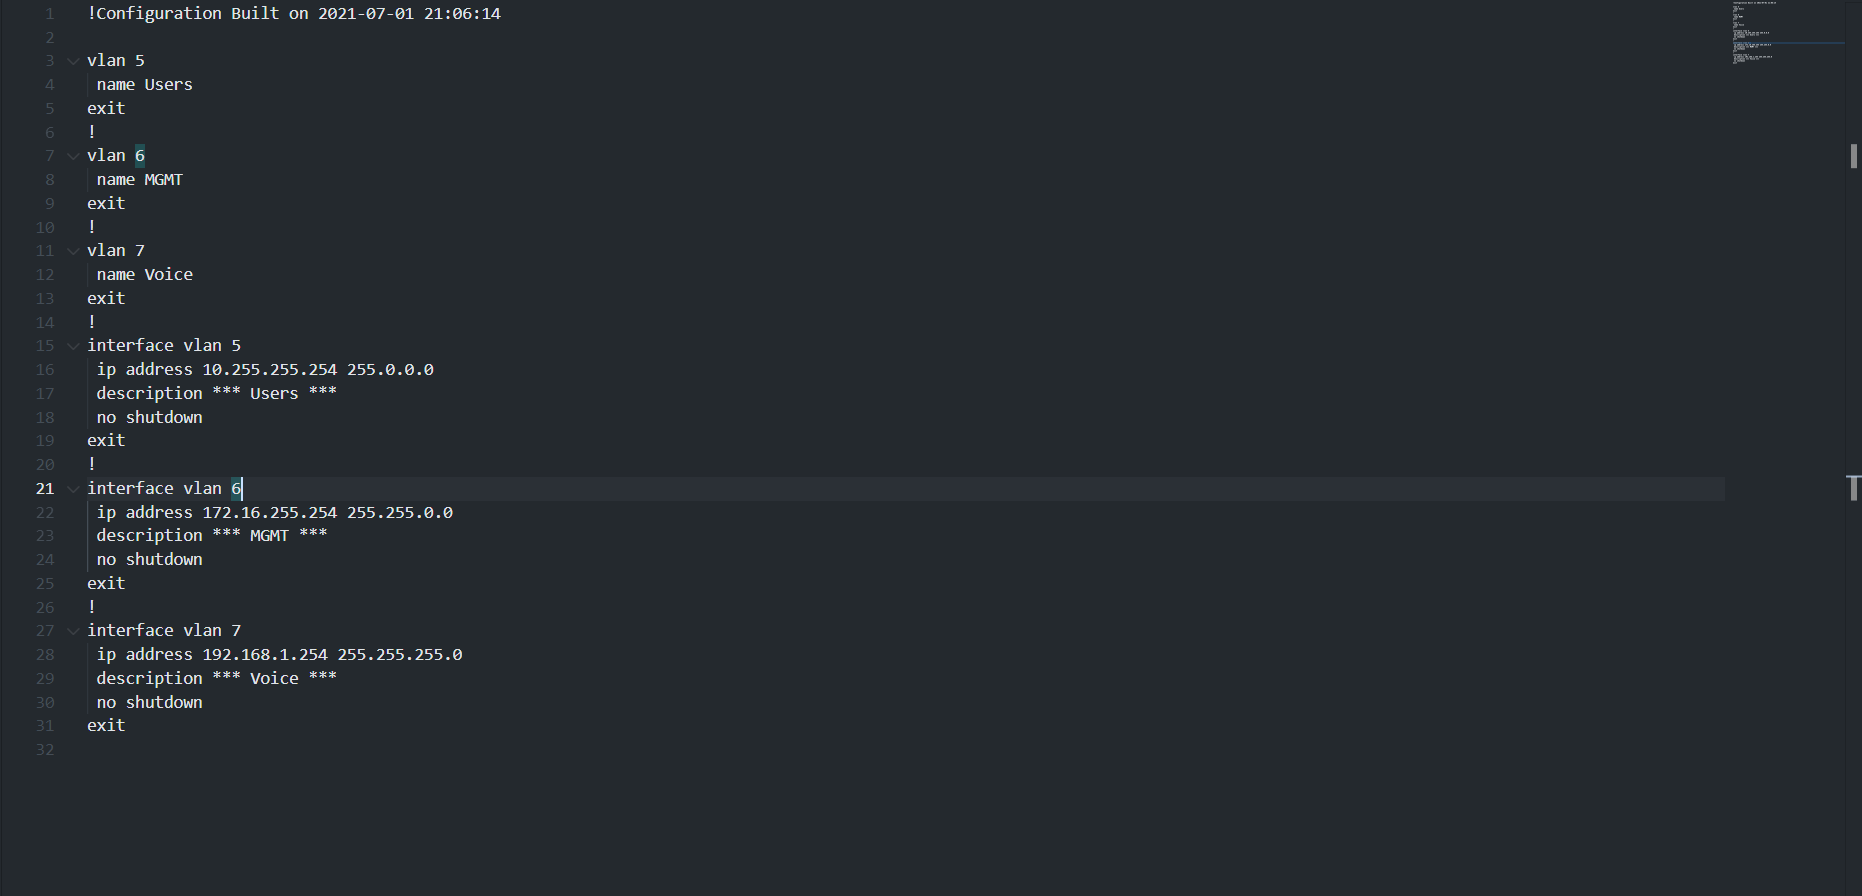 1 !Configuration Built on 2021-07-01 21:06:14
2
3 vlan 5
4  name Users
5 exit
6 !
7 vlan 6
8  name MGMT
9 exit
10 !
11 vlan 7
12  name Voice
13 exit
14 !
15 interface vlan 5
16  ip address 10.255.255.254 255.0.0.0
17  description *** Users ***
18  no shutdown
19 exit
20 !
21 interface vlan 6
22  ip address 172.16.255.254 255.255.0.0
23  description *** MGMT ***
24  no shutdown
25 exit
26 !
27 interface vlan 7
28  ip address 192.168.1.254 255.255.255.0
29  description *** Voice ***
30  no shutdown
31 exit
32